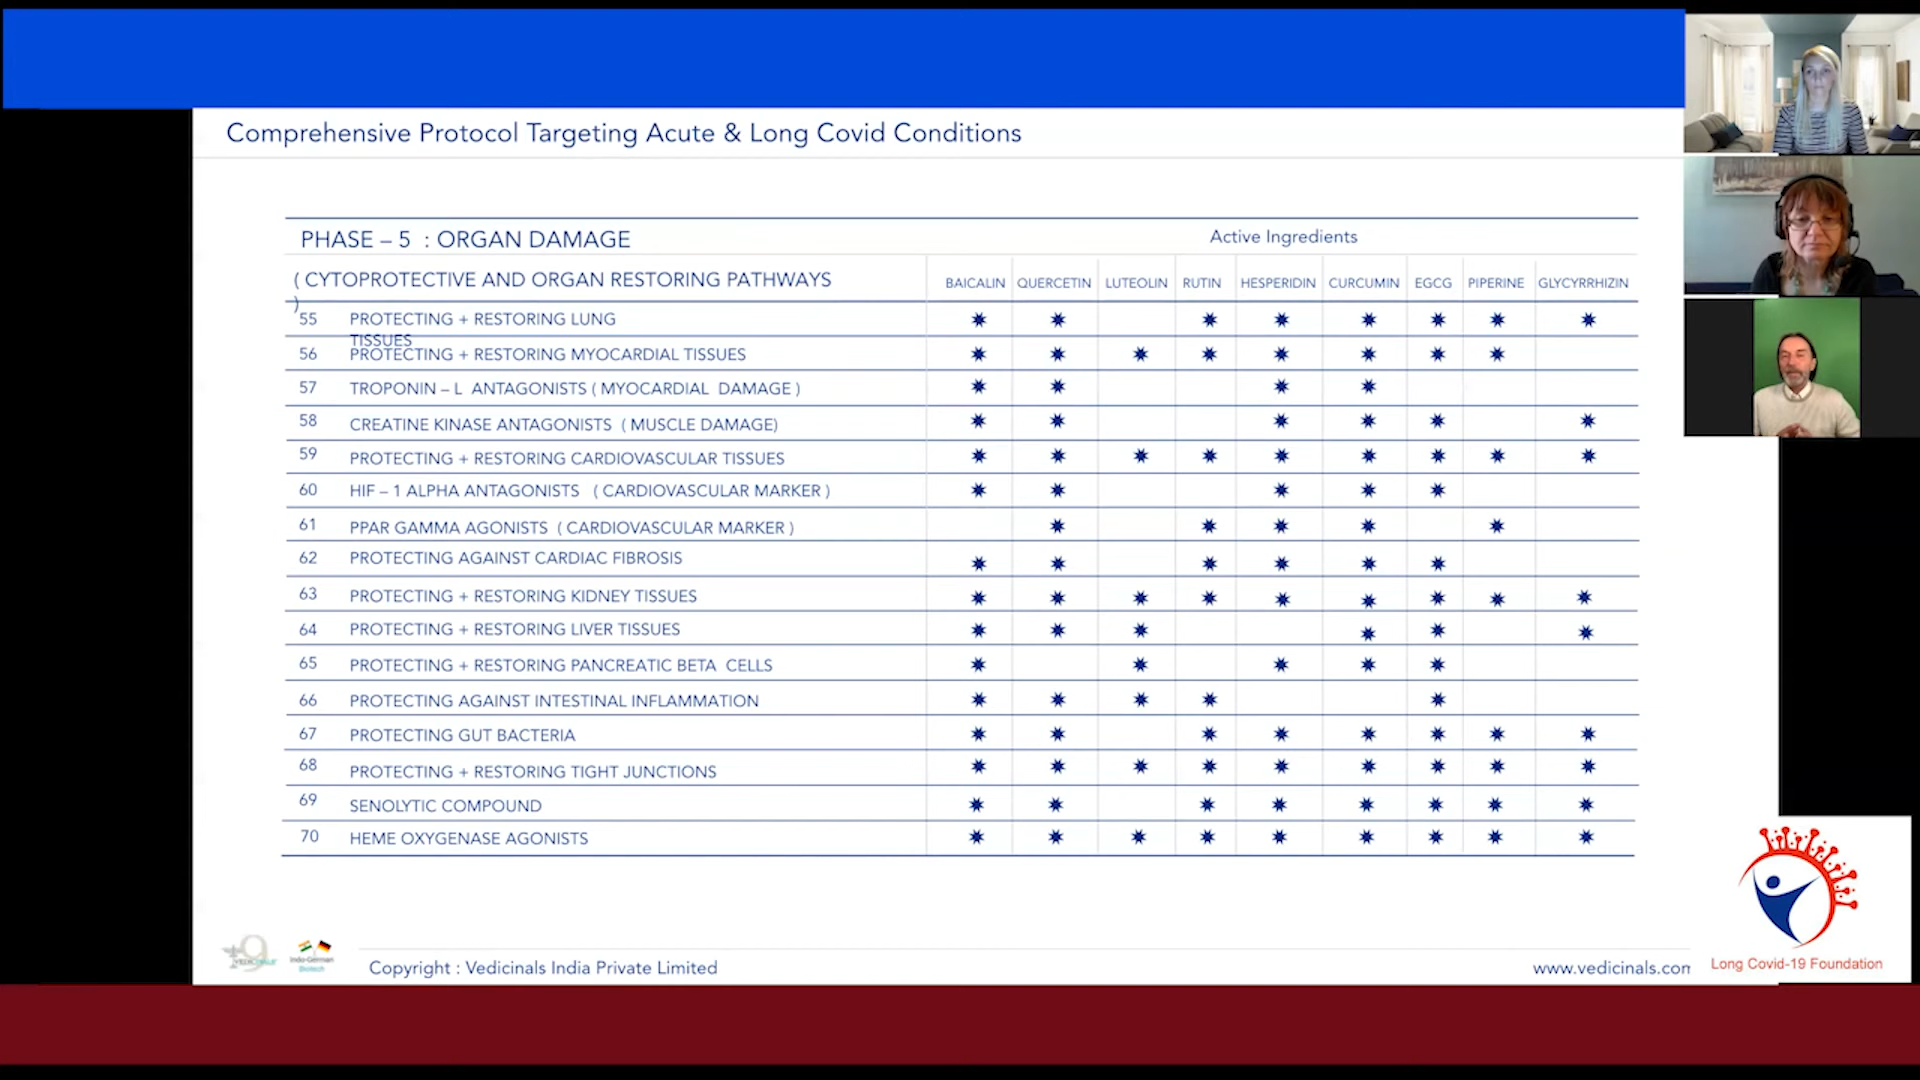 Comprehensive Protocol Targeting Acute & Long Covid Conditions
PHASE – 5 : ORGAN DAMAGE
Active Ingredients
( CYTOPROTECTIVE AND ORGAN RESTORING PATHWAYS
)
BAICALIN QUERCETIN LUTEOLIN RUTIN HESPERIDIN CURCUMIN EGCG PIPERINE GLYCYRRHIZIN
55 PROTECTING + RESTORING LUNG
TISSUES
56 PROTECTING + RESTORING MYOCARDIAL TISSUES
57 TROPONIN – L ANTAGONISTS ( MYOCARDIAL DAMAGE )
58 CREATINE KINASE ANTAGONISTS ( MUSCLE DAMAGE)
59 PROTECTING + RESTORING CARDIOVASCULAR TISSUES
60 HIF – 1 ALPHA ANTAGONISTS ( CARDIOVASCULAR MARKER )
61 PPAR GAMMA AGONISTS ( CARDIOVASCULAR MARKER )
62 PROTECTING AGAINST CARDIAC FIBROSIS
63 PROTECTING + RESTORING KIDNEY TISSUES
64 PROTECTING + RESTORING LIVER TISSUES
65 PROTECTING + RESTORING PANCREATIC BETA CELLS
66 PROTECTING AGAINST INTESTINAL INFLAMMATION
67 PROTECTING GUT BACTERIA
68 PROTECTING + RESTORING TIGHT JUNCTIONS
69 SENOLYTIC COMPOUND
70 HEME OXYGENASE AGONISTS
9
Indo-German
Biotech
Copyright : Vedicinals India Private Limited
www.vedicinals.com
Long Covid-19 Foundation